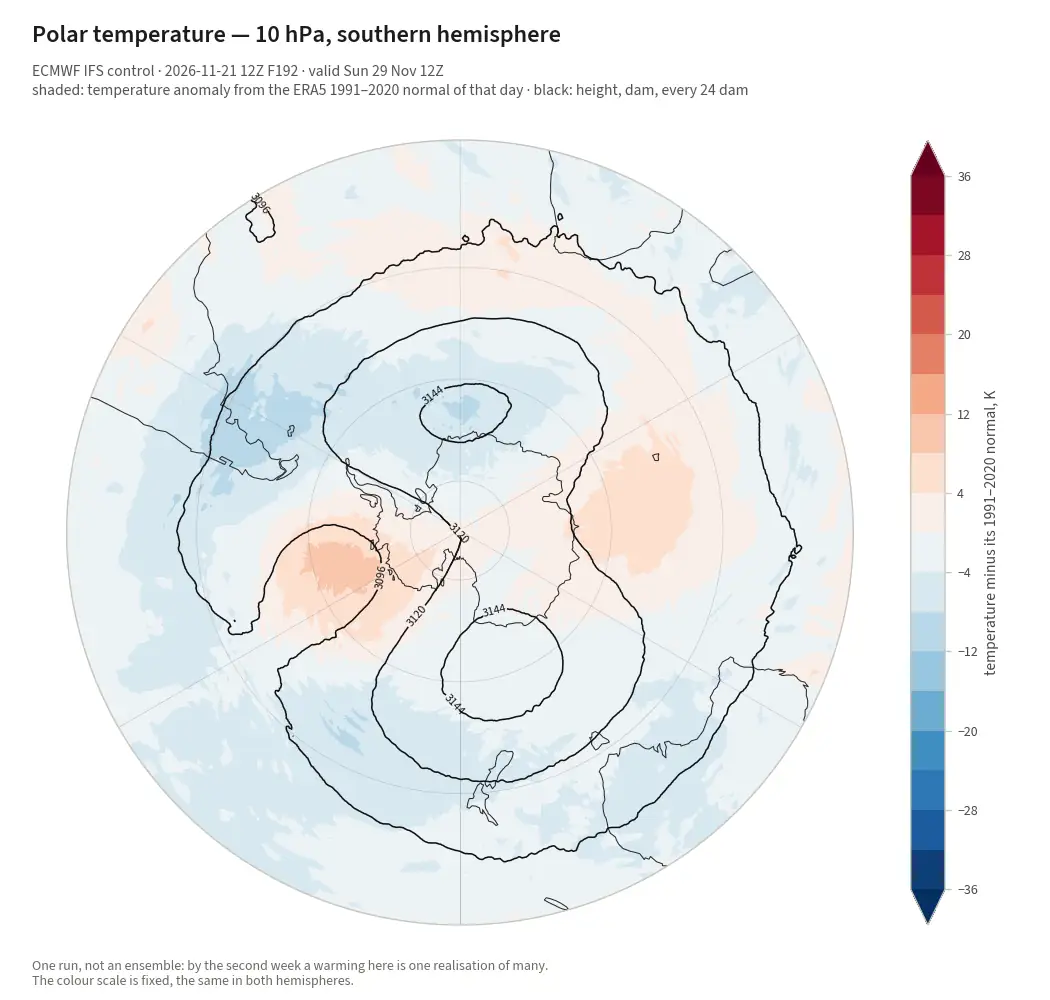 Polar temperature — 10 hPa, southern hemisphere
ECMWF IFS control · 2026-11-21 12Z F192 · valid Sun 29 Nov 12Z
shaded: temperature anomaly from the ERA5 1991–2020 normal of that day · black: height, dam, every 24 dam
3096
3144
3120
3096
3120
3144
3144
36
28
20
12
4
−4
−12
−20
−28
−36
temperature minus its 1991–2020 normal, K
One run, not an ensemble: by the second week a warming here is one realisation of many.
The colour scale is fixed, the same in both hemispheres.